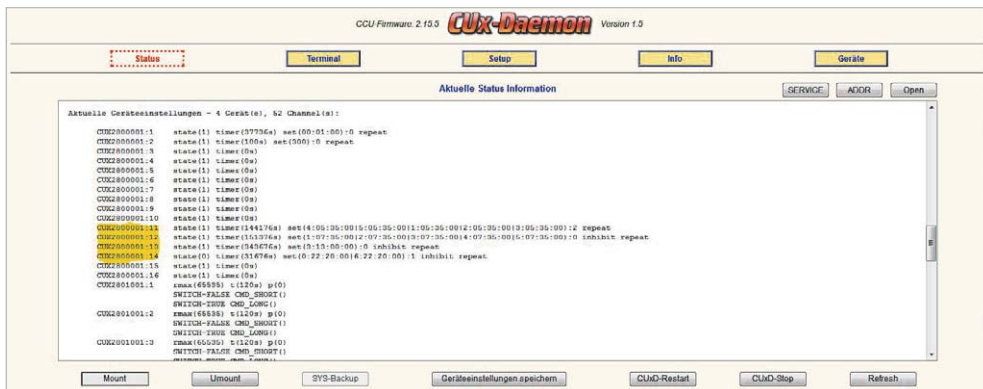 CCU-Firmware: 2.15.5 CUx-Daemon Version 1.5
Status Terminal Setup Info Geräte
Aktuelle Status Information
SERVICE ADDR Open
Aktuelle Geräteeinstellungen - 4 Gerät(e), 52 Channel(s):
CUX2800001:1 state(1) timer(37736s) set(00:01:00):0 repeat
CUX2800001:2 state(1) timer(100s) set(300):0 repeat
CUX2800001:3 state(1) timer(0s)
CUX2800001:4 state(1) timer(0s)
CUX2800001:5 state(1) timer(0s)
CUX2800001:6 state(1) timer(0s)
CUX2800001:7 state(1) timer(0s)
CUX2800001:8 state(1) timer(0s)
CUX2800001:9 state(1) timer(0s)
CUX2800001:10 state(1) timer(0s)
CUX2800001:11 state(1) timer(144176s) set(4:05:35:00|5:05:35:00|1:05:35:00|2:05:35:00|3:05:35:00):2 repeat
CUX2800001:12 state(1) timer(151376s) set(1:07:35:00|2:07:35:00|3:07:35:00|4:07:35:00|5:07:35:00):0 inhibit repeat
CUX2800001:13 state(1) timer(343676s) set(3:13:00:00):0 inhibit repeat
CUX2800001:14 state(0) timer(31676s) set(0:22:20:00|6:22:20:00):1 inhibit repeat
CUX2800001:15 state(1) timer(0s)
CUX2800001:16 state(1) timer(0s)
CUX2801001:1 rmax(65535) t(120s) p(0)
SWITCH-FALSE CMD_SHORT()
SWITCH-TRUE CMD_LONG()
CUX2801001:2 rmax(65535) t(120s) p(0)
SWITCH-FALSE CMD_SHORT()
SWITCH-TRUE CMD_LONG()
CUX2801001:3 rmax(65535) t(120s) p(0)
SWITCH-FALSE CMD_SHORT()
Mount Umount SYS-Backup Geräteeinstellungen speichern CUxD-Restart CUxD-Stop Refresh